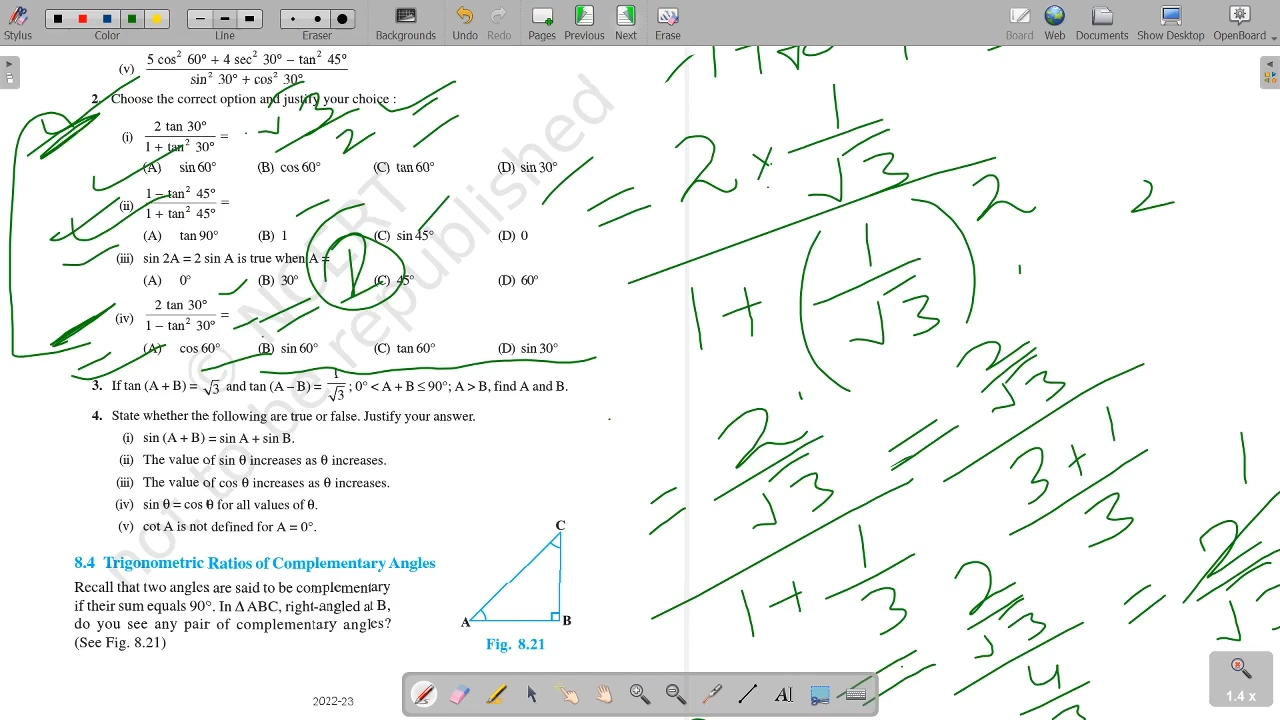 Stylus Color Line Eraser Backgrounds Undo Redo Pages Previous Next Erase Board Web Documents Show Desktop OpenBoard
(v) 5 cos² 60° + 4 sec² 30° − tan² 45° / sin² 30° + cos² 30°
2. Choose the correct option and justify your choice :
(i) 2 tan 30° / 1 + tan² 30° = √3 / 2
(A) sin 60° (B) cos 60° (C) tan 60° (D) sin 30°
(ii) 1 − tan² 45° / 1 + tan² 45° =
(A) tan 90° (B) 1 (C) sin 45° (D) 0
(iii) sin 2A = 2 sin A is true when A =
(A) 0° (B) 30° (C) 45° (D) 60°
(iv) 2 tan 30° / 1 − tan² 30° =
(A) cos 60° (B) sin 60° (C) tan 60° (D) sin 30°
3. If tan (A + B) = √3 and tan (A – B) = 1/√3 ; 0° < A + B ≤ 90°; A > B, find A and B.
4. State whether the following are true or false. Justify your answer.
(i) sin (A + B) = sin A + sin B.
(ii) The value of sin θ increases as θ increases.
(iii) The value of cos θ increases as θ increases.
(iv) sin θ = cos θ for all values of θ.
(v) cot A is not defined for A = 0°.
8.4 Trigonometric Ratios of Complementary Angles
Recall that two angles are said to be complementary
if their sum equals 90°. In Δ ABC, right-angled at B,
do you see any pair of complementary angles?
(See Fig. 8.21)
C
A
B
Fig. 8.21
2022-23
© NCERT
not to be republished
D
= 2 × 1/√3 / 1 + (1/√3)²
2
= 2/√3 / 1 + 1/3
= 2/√3 / 3 + 1 / 3
= 2/√3 / 4
=
1.4 x